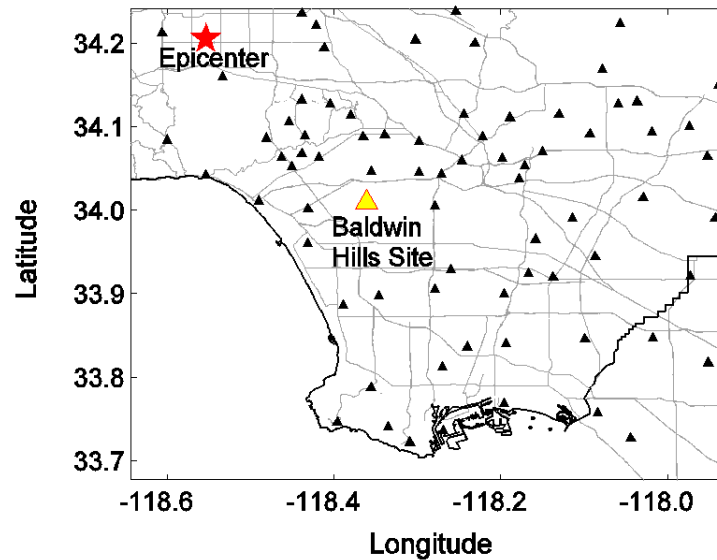 34.2
34.1
34.0
33.9
33.8
33.7
Latitude
Epicenter
Baldwin
Hills Site
-118.6
-118.4
-118.2
-118.0
Longitude